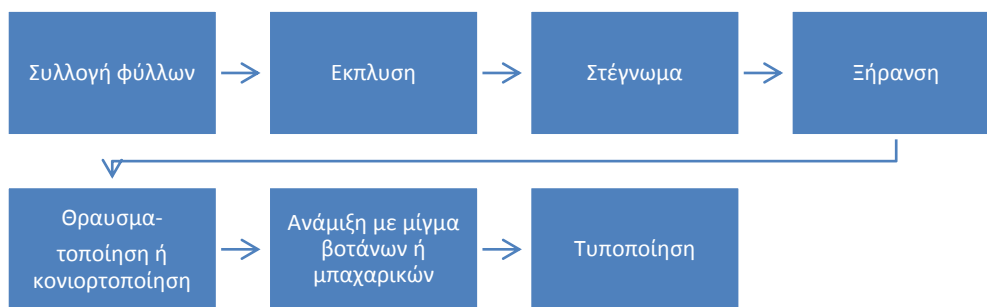 Συλλογή φύλλων
Εκπλυση
Στέγνωμα
Ξήρανση
Θραυσμα-
τοποίηση ή
κονιορτοποίηση
Ανάμιξη με μίγμα
βοτάνων ή
μπαχαρικών
Τυποποίηση